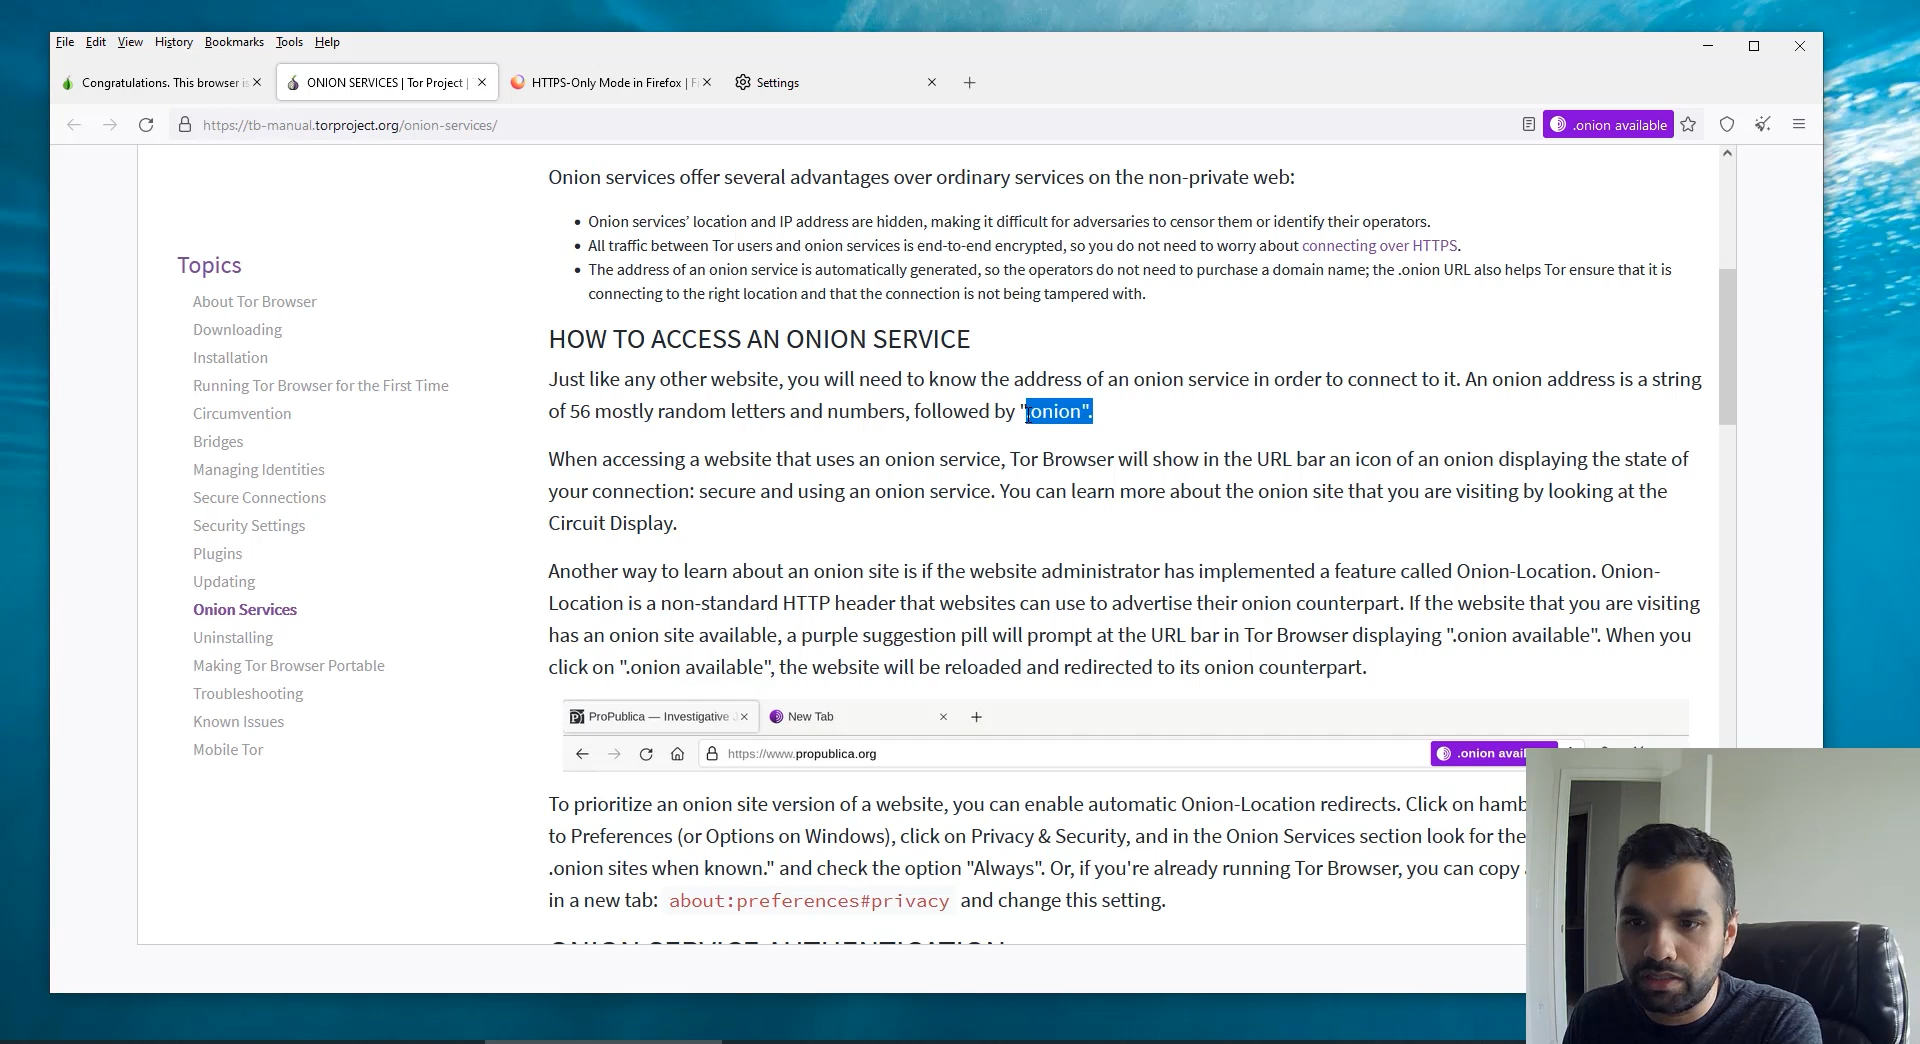 File Edit View History Bookmarks Tools Help
Congratulations. This browser is
ONION SERVICES | Tor Project |
HTTPS-Only Mode in Firefox | Fi
Settings
https://tb-manual.torproject.org/onion-services/
.onion available
Topics
About Tor Browser
Downloading
Installation
Running Tor Browser for the First Time
Circumvention
Bridges
Managing Identities
Secure Connections
Security Settings
Plugins
Updating
Onion Services
Uninstalling
Making Tor Browser Portable
Troubleshooting
Known Issues
Mobile Tor
Onion services offer several advantages over ordinary services on the non-private web:
• Onion services’ location and IP address are hidden, making it difficult for adversaries to censor them or identify their operators.
• All traffic between Tor users and onion services is end-to-end encrypted, so you do not need to worry about connecting over HTTPS.
• The address of an onion service is automatically generated, so the operators do not need to purchase a domain name; the .onion URL also helps Tor ensure that it is
connecting to the right location and that the connection is not being tampered with.
HOW TO ACCESS AN ONION SERVICE
Just like any other website, you will need to know the address of an onion service in order to connect to it. An onion address is a string
of 56 mostly random letters and numbers, followed by ".onion".
When accessing a website that uses an onion service, Tor Browser will show in the URL bar an icon of an onion displaying the state of
your connection: secure and using an onion service. You can learn more about the onion site that you are visiting by looking at the
Circuit Display.
Another way to learn about an onion site is if the website administrator has implemented a feature called Onion-Location. Onion-
Location is a non-standard HTTP header that websites can use to advertise their onion counterpart. If the website that you are visiting
has an onion site available, a purple suggestion pill will prompt at the URL bar in Tor Browser displaying ".onion available". When you
click on ".onion available", the website will be reloaded and redirected to its onion counterpart.
ProPublica — Investigative
New Tab
https://www.propublica.org
.onion avail
To prioritize an onion site version of a website, you can enable automatic Onion-Location redirects. Click on hamb
to Preferences (or Options on Windows), click on Privacy & Security, and in the Onion Services section look for the
.onion sites when known." and check the option "Always". Or, if you're already running Tor Browser, you can copy
in a new tab: about:preferences#privacy and change this setting.
ONION SERVICE AUTHENTICATION